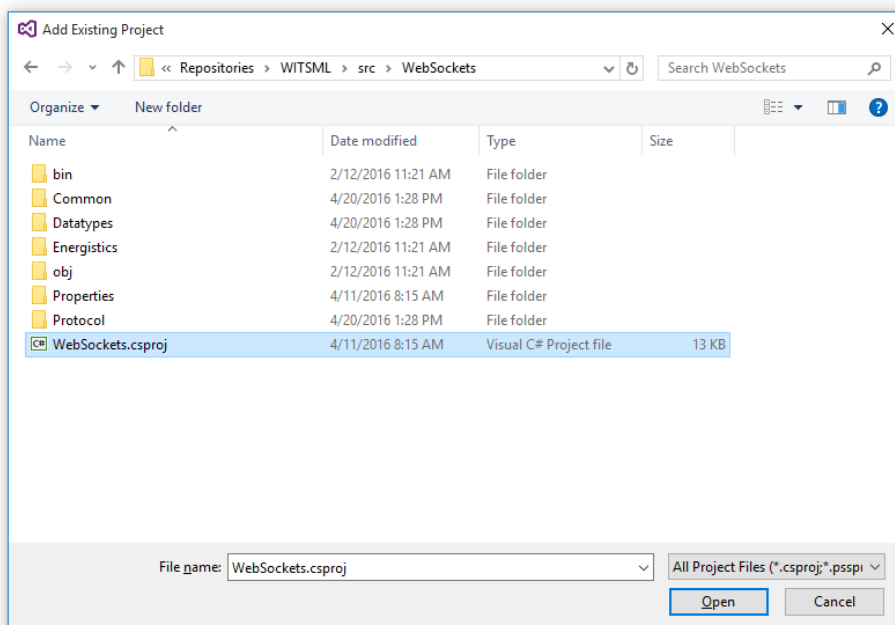 Add Existing Project
« Repositories > WITSML > src > WebSockets Search WebSockets
Organize New folder
Name Date modified Type Size
bin 2/12/2016 11:21 AM File folder
Common 4/20/2016 1:28 PM File folder
Datatypes 4/20/2016 1:28 PM File folder
Energistics 2/12/2016 11:21 AM File folder
obj 2/12/2016 11:21 AM File folder
Properties 4/11/2016 8:15 AM File folder
Protocol 4/20/2016 1:28 PM File folder
C# WebSockets.csproj 4/11/2016 8:15 AM Visual C# Project file 13 KB
File name: WebSockets.csproj All Project Files (*.csproj;*.psspr
Open Cancel